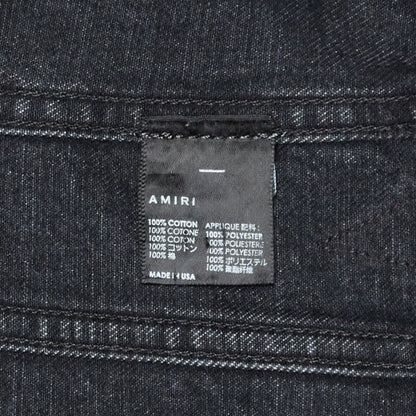 AMIRI
100% COTTON APPLIQUE 配料 :
100% COTONE 100% POLYESTER
100% COTON 100% POLIESTERE
100% コットン 100% POLYESTER
100% 棉 100% ポリエステル
100% 聚酯纤维
MADE IN USA